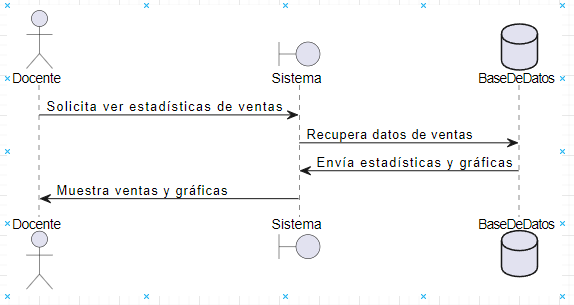 Docente
Sistema
BaseDeDatos
Solicita ver estadísticas de ventas
Recupera datos de ventas
Envía estadísticas y gráficas
Muestra ventas y gráficas
Docente
Sistema
BaseDeDatos